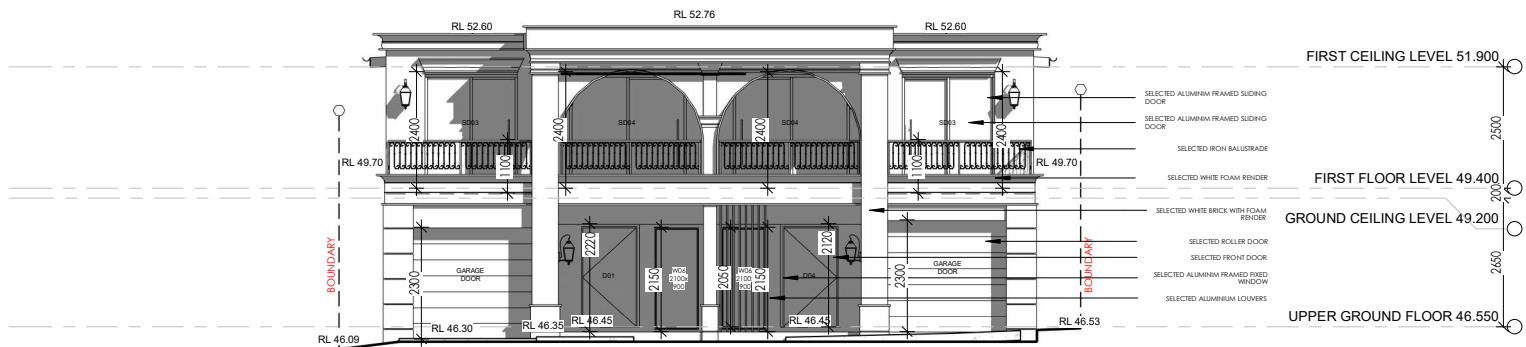 RL 52.76
RL 52.60
RL 52.60
FIRST CEILING LEVEL 51.900
SELECTED ALUMINIM FRAMED SLIDING
DOOR
SD03
SD04
SD04
SD03
SELECTED ALUMINIM FRAMED SLIDING
DOOR
2400
2400
2400
2400
2500
SELECTED IRON BALUSTRADE
RL 49.70
1100
1100
RL 49.70
SELECTED WHITE FOAM RENDER
FIRST FLOOR LEVEL 49.400
200
SELECTED WHITE BRICK WITH FOAM
RENDER
GROUND CEILING LEVEL 49.200
BOUNDARY
2220
2120
SELECTED ROLLER DOOR
BOUNDARY
SELECTED FRONT DOOR
2650
GARAGE
DOOR
2300
D01
2150
W06
2100x
900
2050
W06
2100
900
2150
D04
2300
GARAGE
DOOR
SELECTED ALUMINIM FRAMED FIXED
WINDOW
SELECTED ALUMINIUM LOUVERS
RL 46.09
RL 46.30
RL 46.35
RL 46.45
RL 46.45
RL 46.53
UPPER GROUND FLOOR 46.550